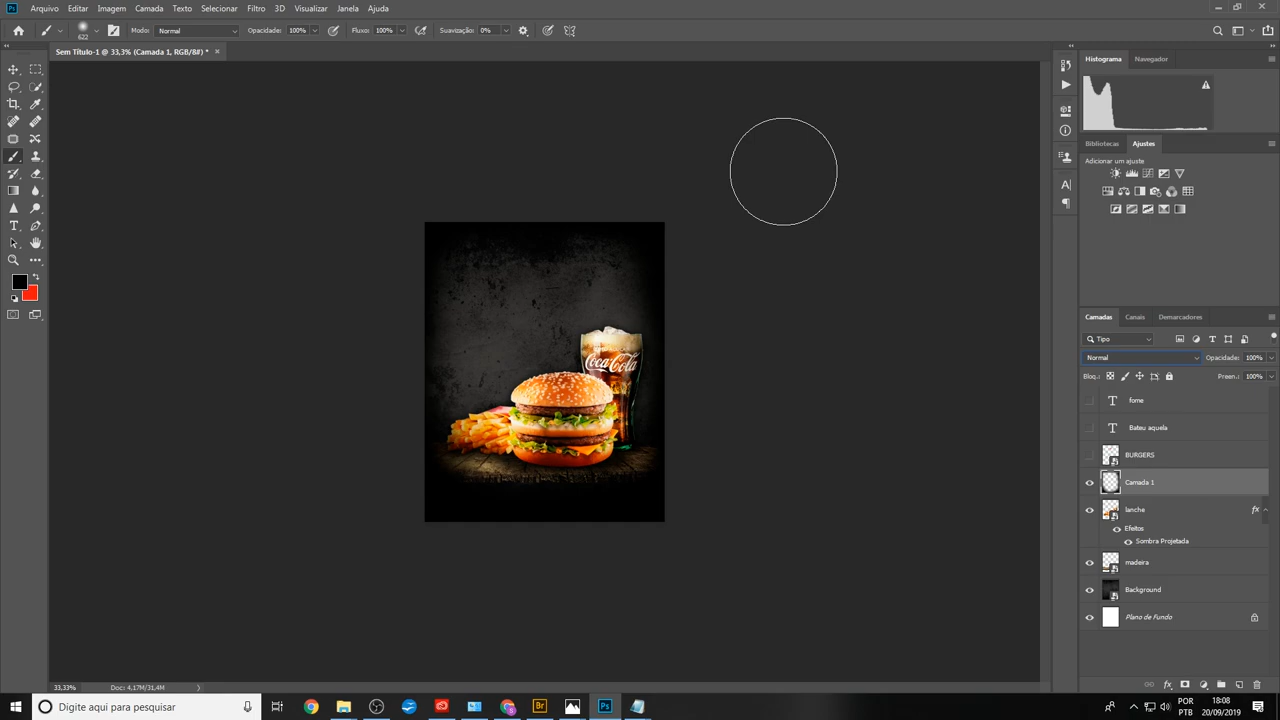 Arquivo Editar Imagem Camada Texto Selecionar Filtro 3D Visualizar Janela Ajuda
622 Modo: Normal Opacidade: 100% Fluxo: 100% Suavização: 0%
Sem Título-1 @ 33,3% (Camada 1, RGB/8#) *
Histograma Navegador
Bibliotecas Ajustes
Adicionar um ajuste
Camadas Canais Demarcadores
Tipo
Normal Opacidade: 100%
Bloq.: Preen.: 100%
fome
Bateu aquela
BURGERS
Camada 1
lanche fx
Efeitos
Sombra Projetada
madeira
Background
Plano de Fundo
Coca-Cola
33,33% Doc: 4,17M/31,4M
Digite aqui para pesquisar
Br Ps
POR
PTB
18:08
20/09/2019